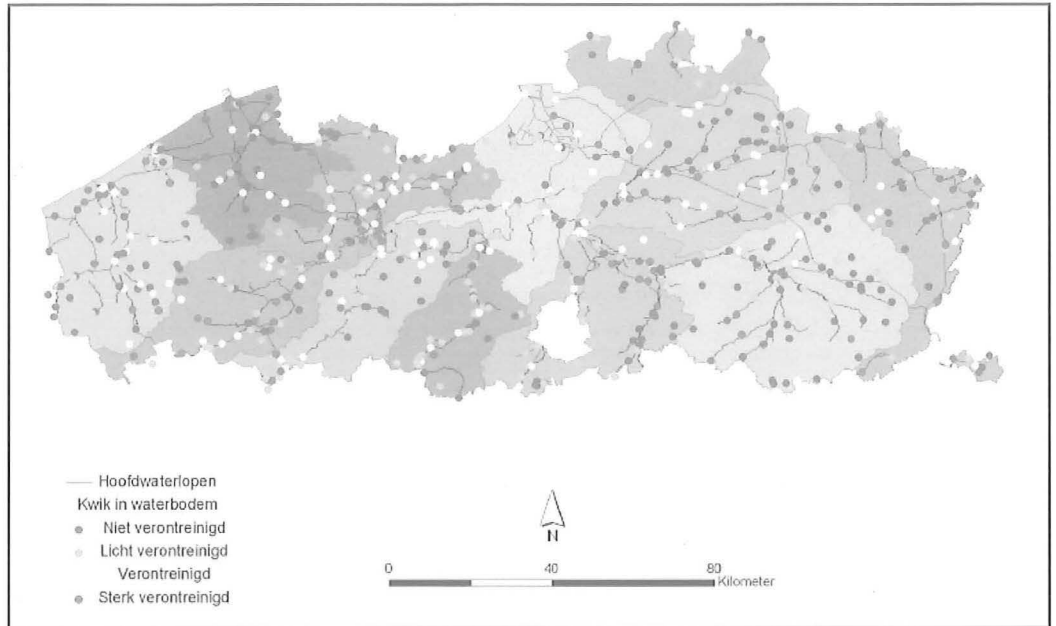 Hoofdwaterlopen
Kwik in waterbodem
Niet verontreinigd
Licht verontreinigd
Verontreinigd
Sterk verontreinigd
N
0 40 80
Kilometer